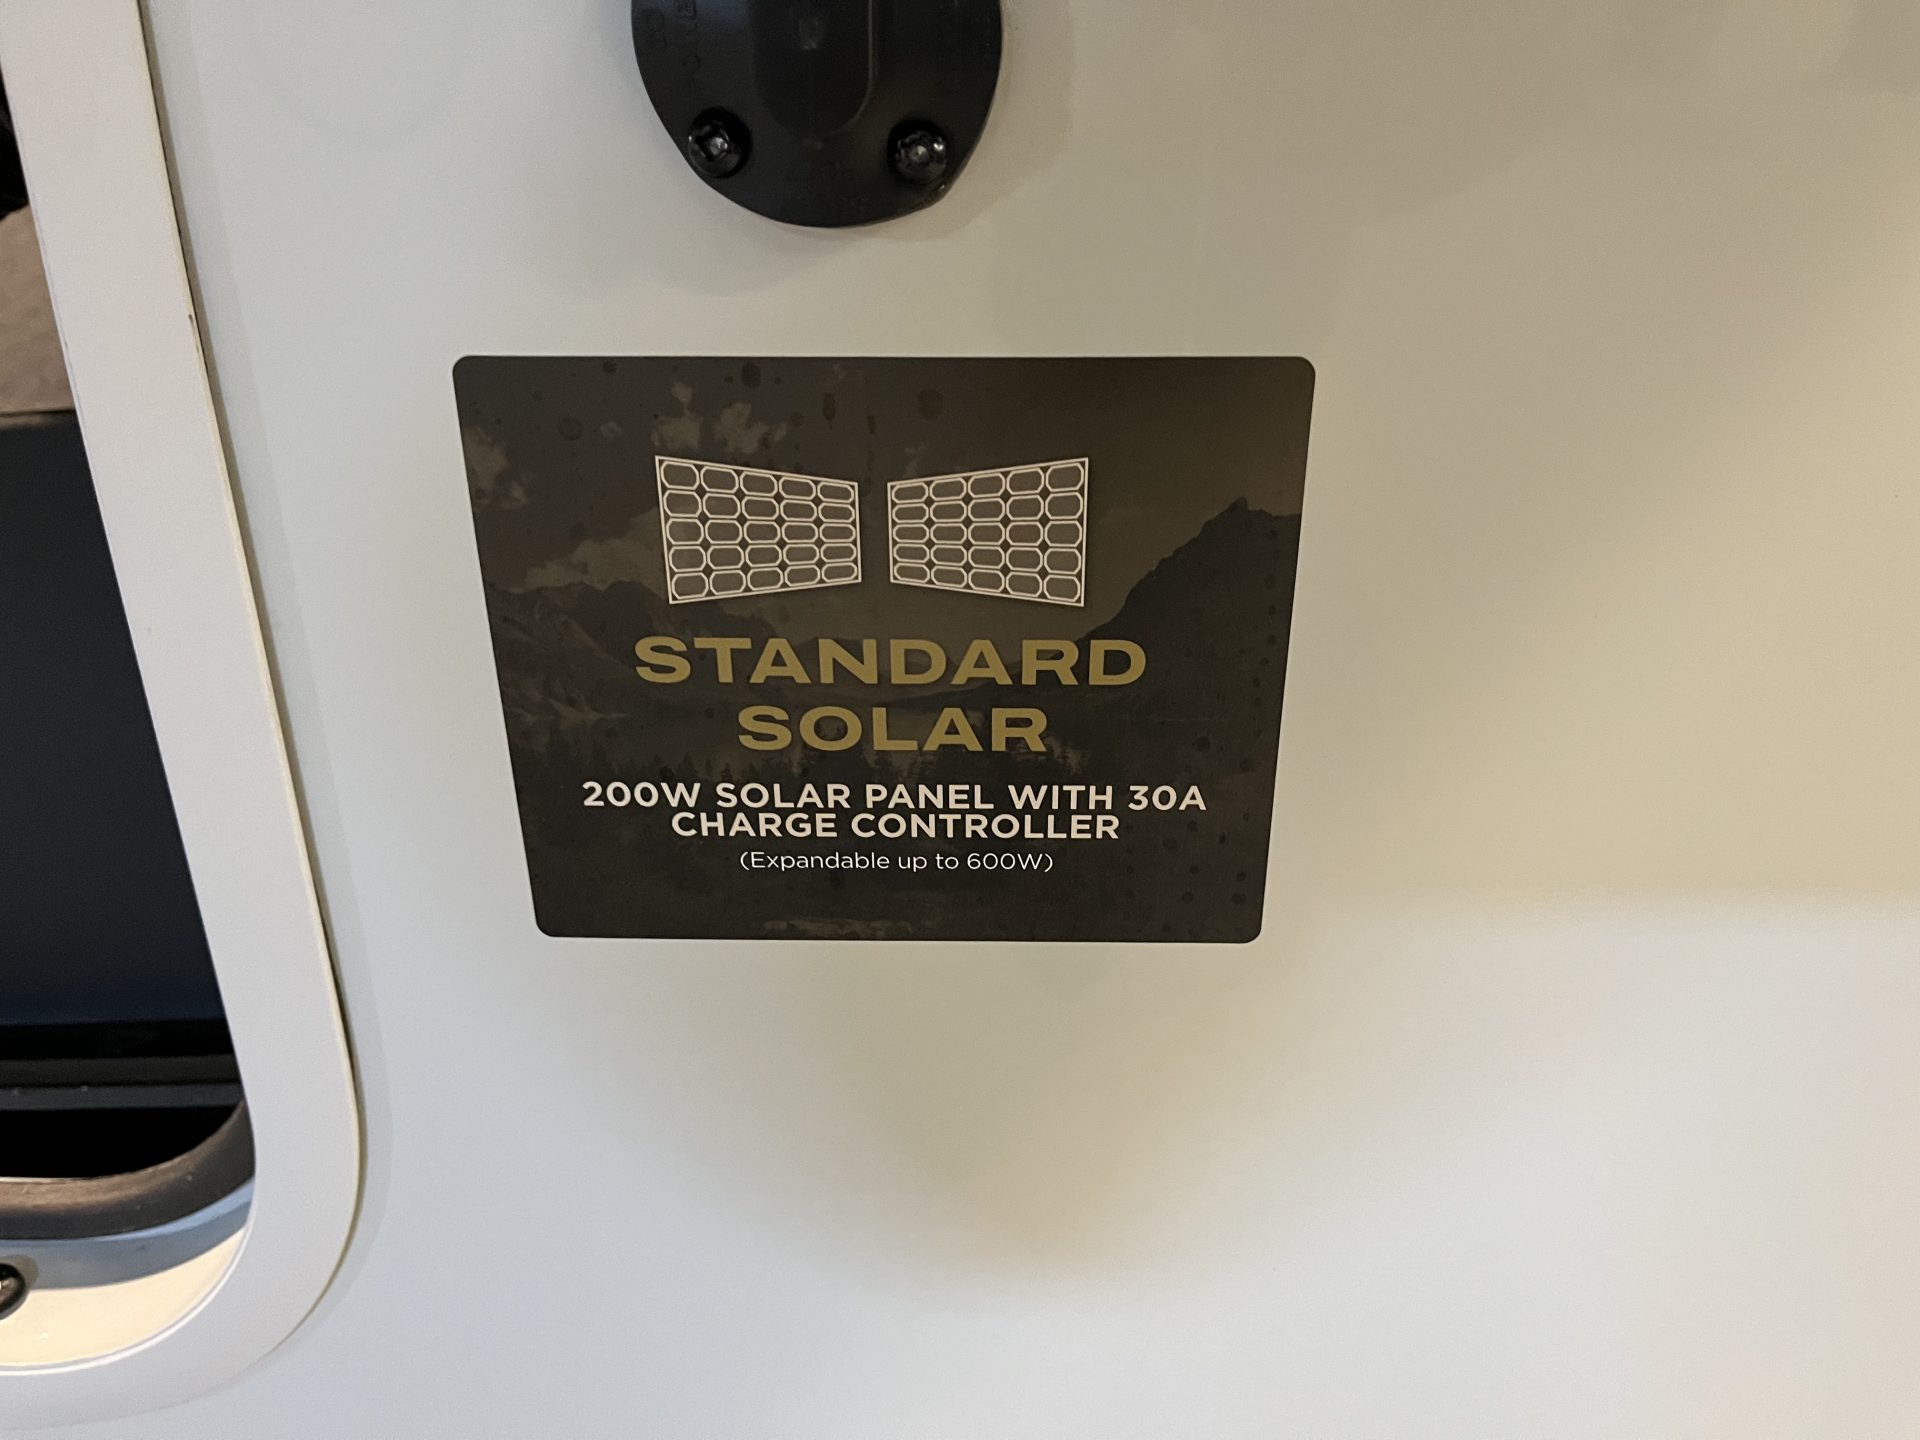 STANDARD
SOLAR
200W SOLAR PANEL WITH 30A
CHARGE CONTROLLER
(Expandable up to 600W)